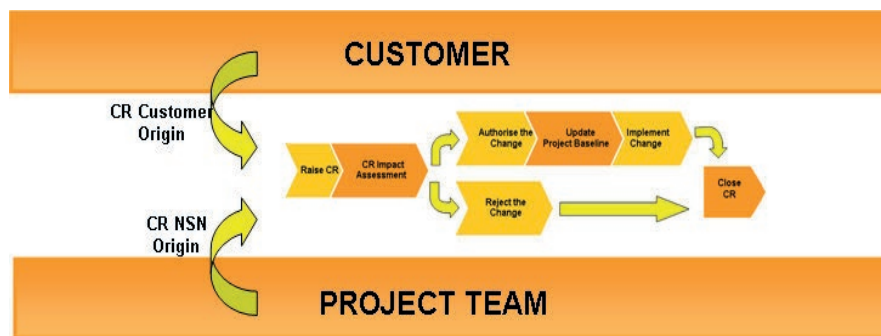 CUSTOMER
CR Customer
Origin
Raise CR
CR Impact
Assessment
Authorise the
Change
Update
Project Baseline
Implement
Change
Reject the
Change
Close
CR
CR NSN
Origin
PROJECT TEAM